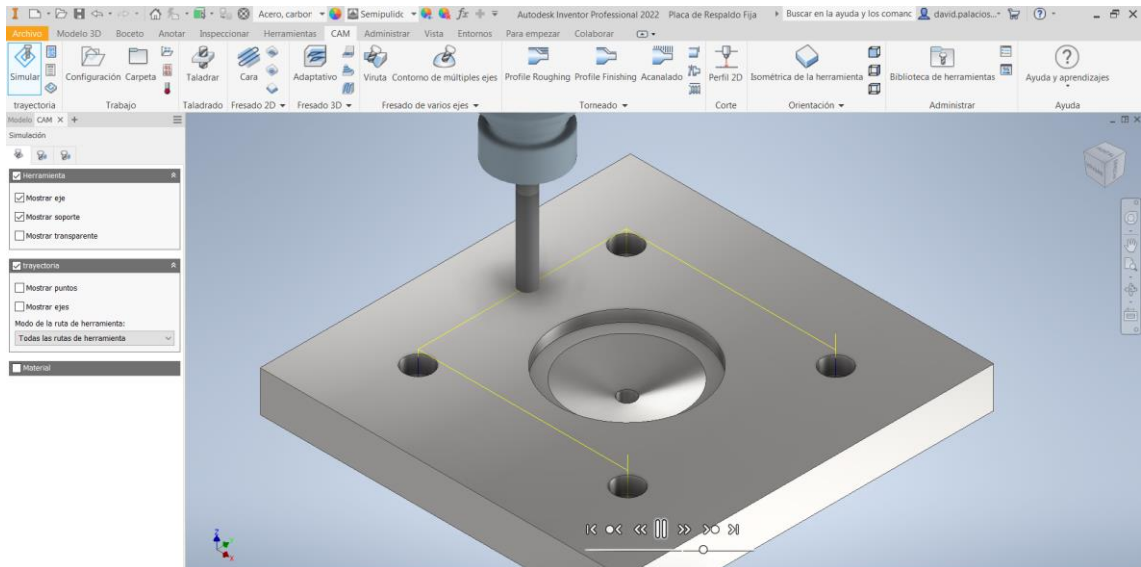 Acero, carbor
Semipulidc
Autodesk Inventor Professional 2022 Placa de Respaldo Fija
Buscar en la ayuda y los comanc
david.palacios...
Archivo Modelo 3D Boceto Anotar Inspeccionar Herramientas CAM Administrar Vista Entornos Para empezar Colaborar
Simular Configuración Carpeta Taladrar Cara Adaptativo Viruta Contorno de múltiples ejes Profile Roughing Profile Finishing Acanalado Perfil 2D Isométrica de la herramienta Biblioteca de herramientas Ayuda y aprendizajes
trayectoria Trabajo Taladrado Fresado 2D Fresado 3D Fresado de varios ejes Torneado Corte Orientación Administrar Ayuda
Modelo CAM × +
Simulación
Herramienta
Mostrar eje
Mostrar soporte
Mostrar transparente
trayectoria
Mostrar puntos
Mostrar ejes
Modo de la ruta de herramienta:
Todas las rutas de herramienta
Material